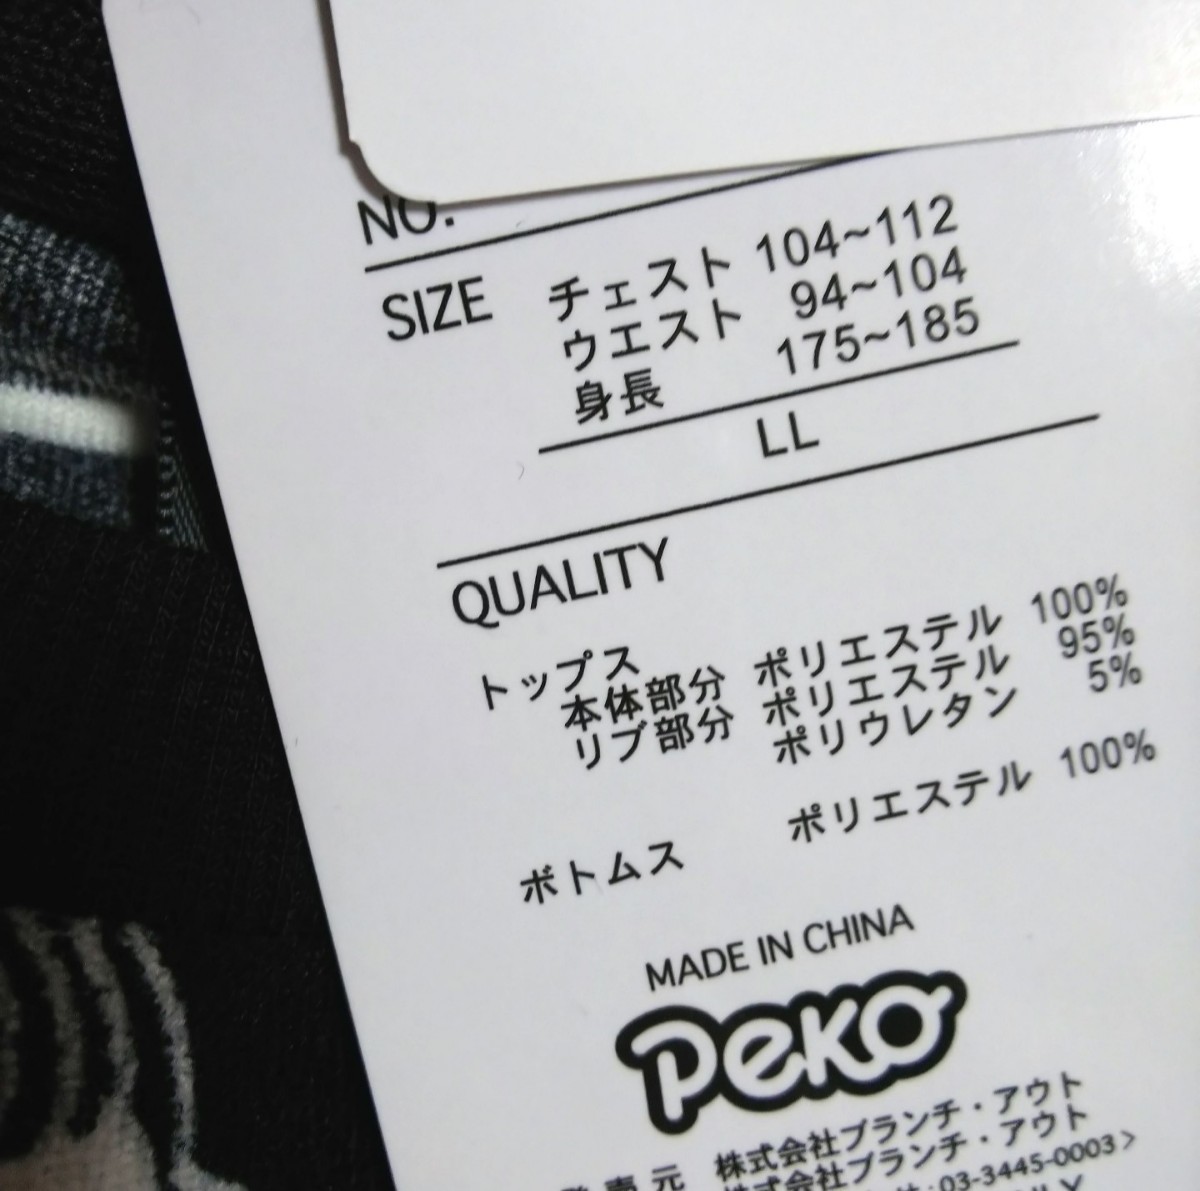 NO.
SIZE チェスト 104~112
ウエスト 94~104
身長 175~185
LL
QUALITY
トップス
本体部分 ポリエステル 100%
リブ部分 ポリエステル 95%
ポリウレタン 5%
ボトムス ポリエステル 100%
MADE IN CHINA
Peko
売元 株式会社ブランチ・アウト
株式会社ブランチ・アウト
:03-3445-0003>